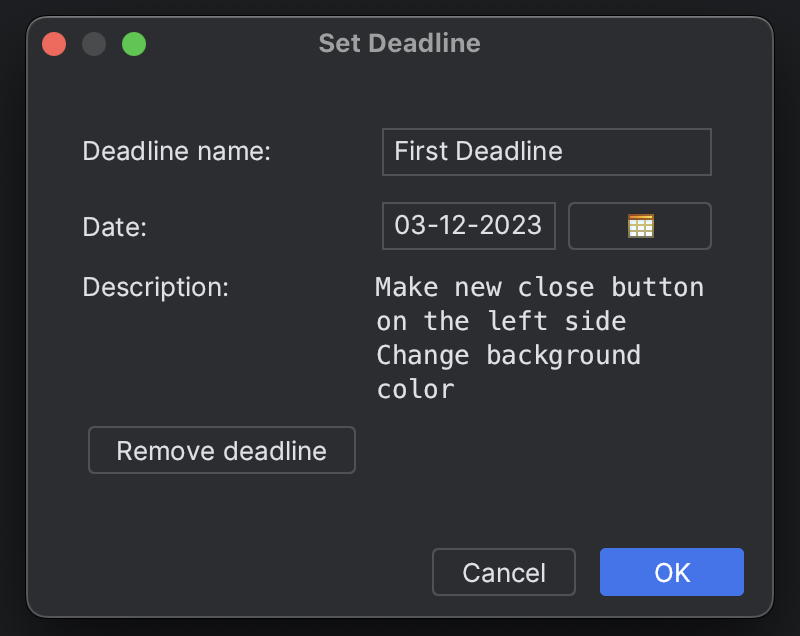 Set Deadline
Deadline name:
First Deadline
Date:
03-12-2023
Description:
Make new close button
on the left side
Change background
color
Remove deadline
Cancel
OK